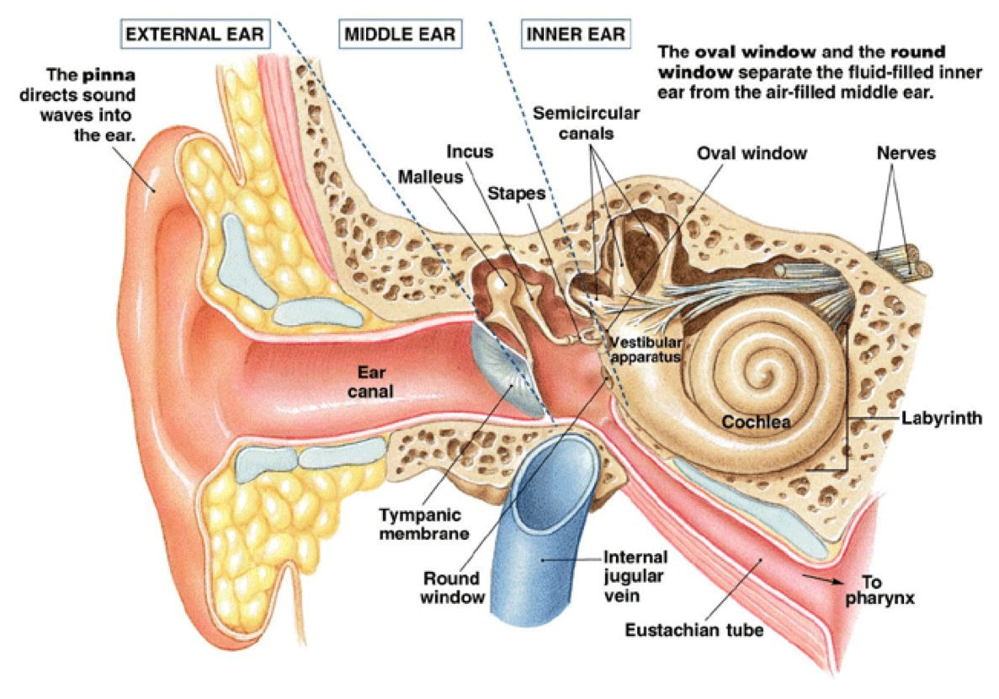 EXTERNAL EAR
MIDDLE EAR
INNER EAR
The oval window and the round
window separate the fluid-filled inner
ear from the air-filled middle ear.
The pinna
directs sound
waves into
the ear.
Semicircular
canals
Incus
Oval window
Nerves
Malleus
Stapes
Vestibular
apparatus
Ear
canal
Cochlea
Labyrinth
Tympanic
membrane
Round
window
Internal
jugular
vein
To
pharynx
Eustachian tube